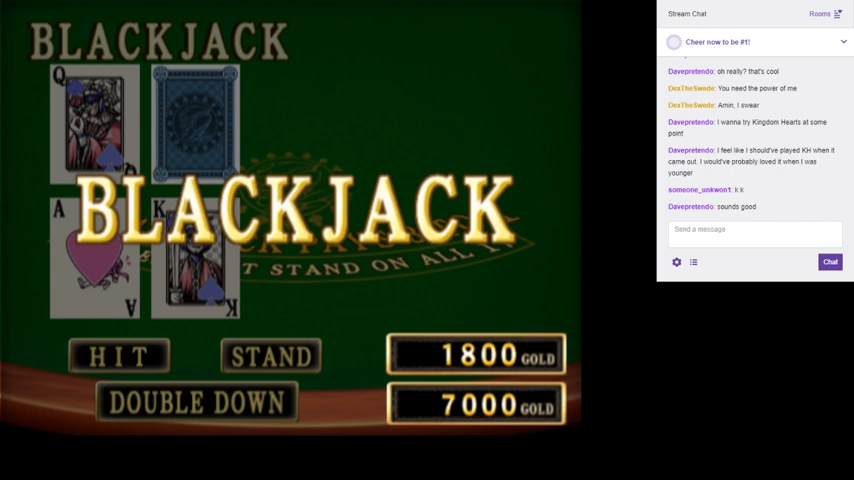 BLACKJACK
Q
A
K
BLACKJACK
T STAND ON ALL
A
K
HIT
STAND
1800 GOLD
DOUBLE DOWN
7000 GOLD
Stream Chat
Rooms
Cheer now to be #1!
Davepretendo: oh really? that's cool
DexTheSwede: You need the power of me
DexTheSwede: Amin, I swear
Davepretendo: I wanna try Kingdom Hearts at some
point
Davepretendo: I feel like I should've played KH when it
came out. I would've probably loved it when I was
younger
someone_unkwon1: k k
Davepretendo: sounds good
Send a message
Chat